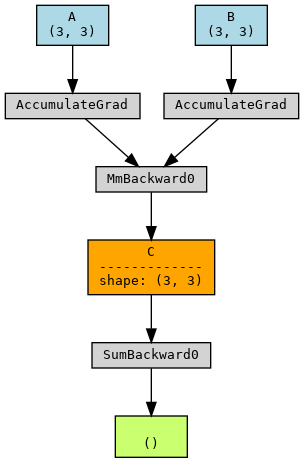 A
(3, 3)
B
(3, 3)
AccumulateGrad
AccumulateGrad
MmBackward0
C
-------------
shape: (3, 3)
SumBackward0
()